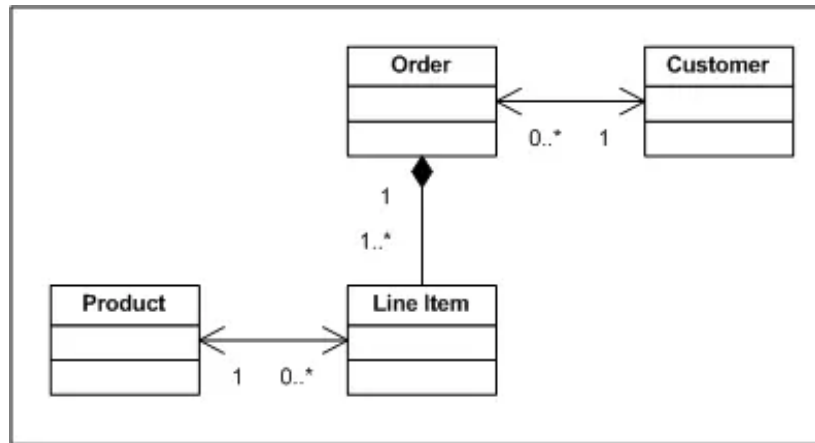 Order
Customer
0..* 1
1
1..*
Product
Line Item
1 0..*